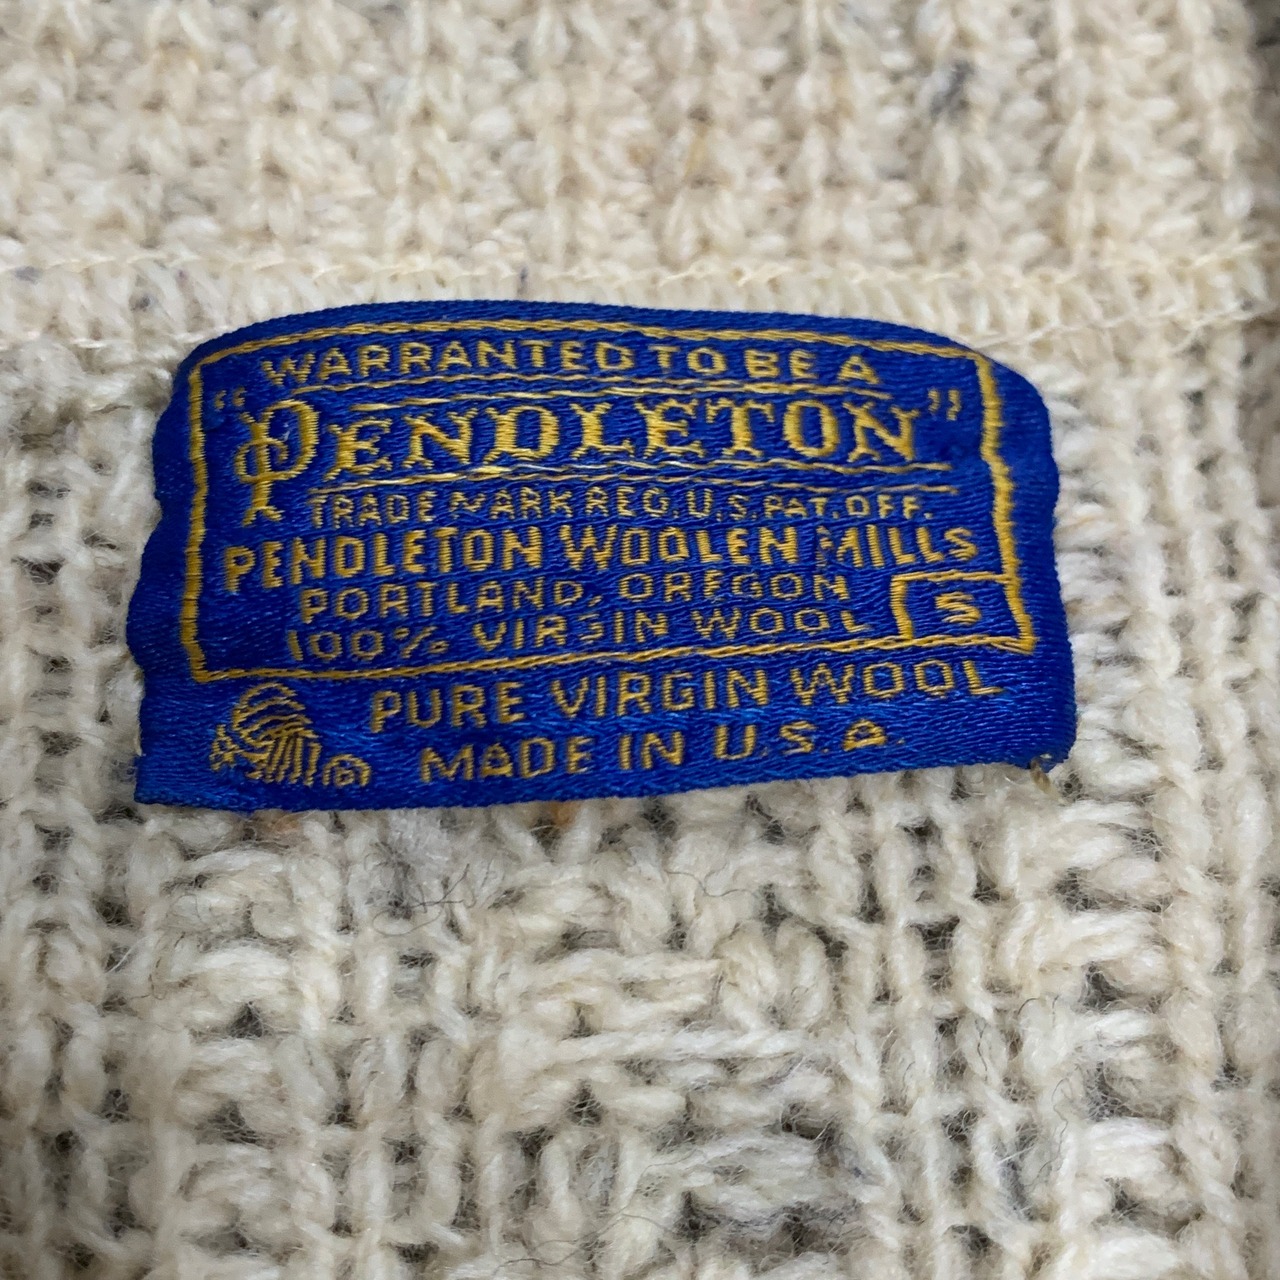 WARRANTED TO BE A
"PENDLETON"
TRADE MARK REG. U.S. PAT. OFF.
PENDLETON WOOLEN MILLS
PORTLAND, OREGON
100% VIRGIN WOOL
S
PURE VIRGIN WOOL
MADE IN U.S.A.